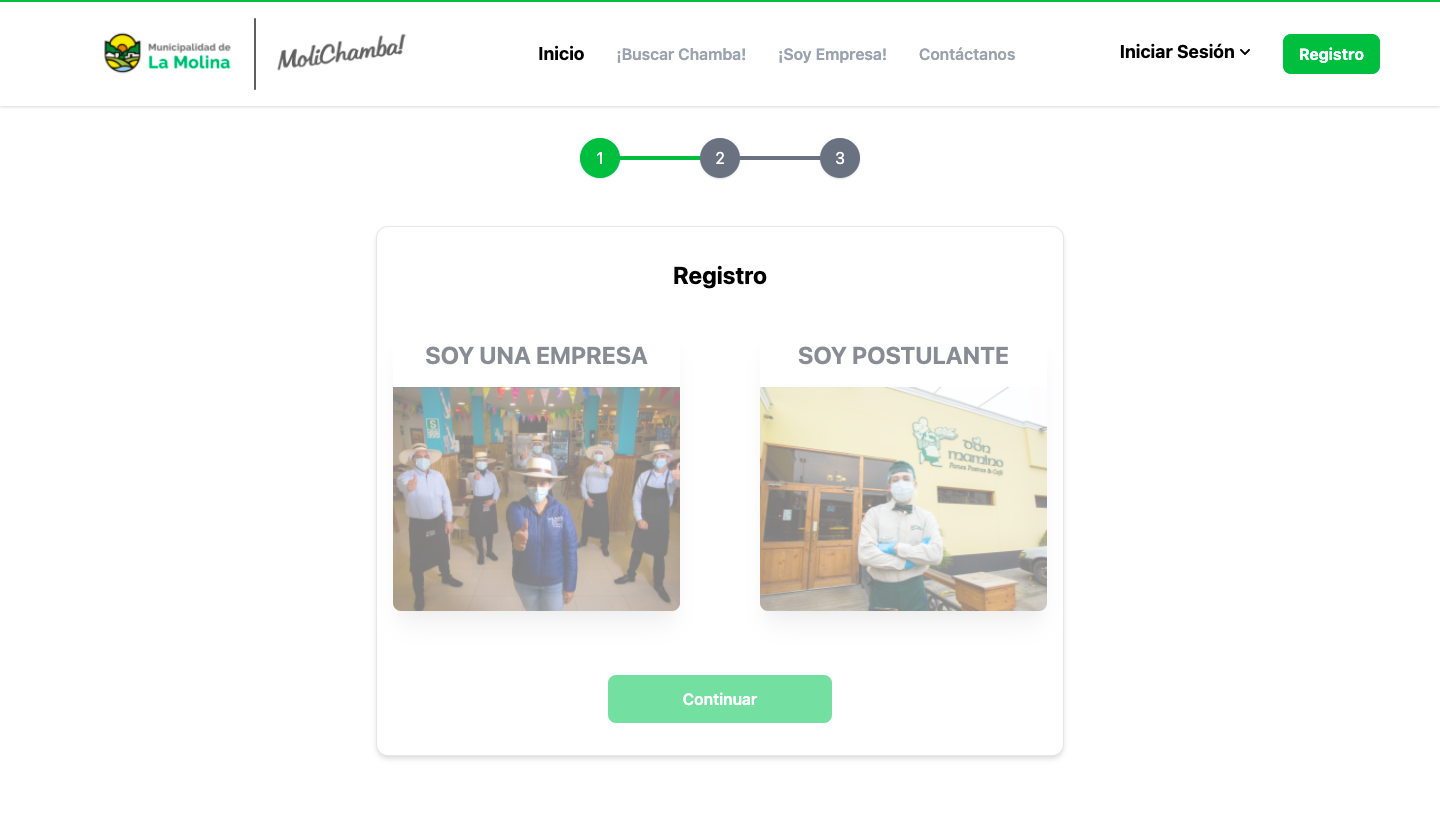 Municipalidad de
La Molina
MoliChamba!
Inicio
¡Buscar Chamba!
¡Soy Empresa!
Contáctanos
Iniciar Sesión
Registro
1
2
3
Registro
SOY UNA EMPRESA
SOY POSTULANTE
Don
mamino
Continuar